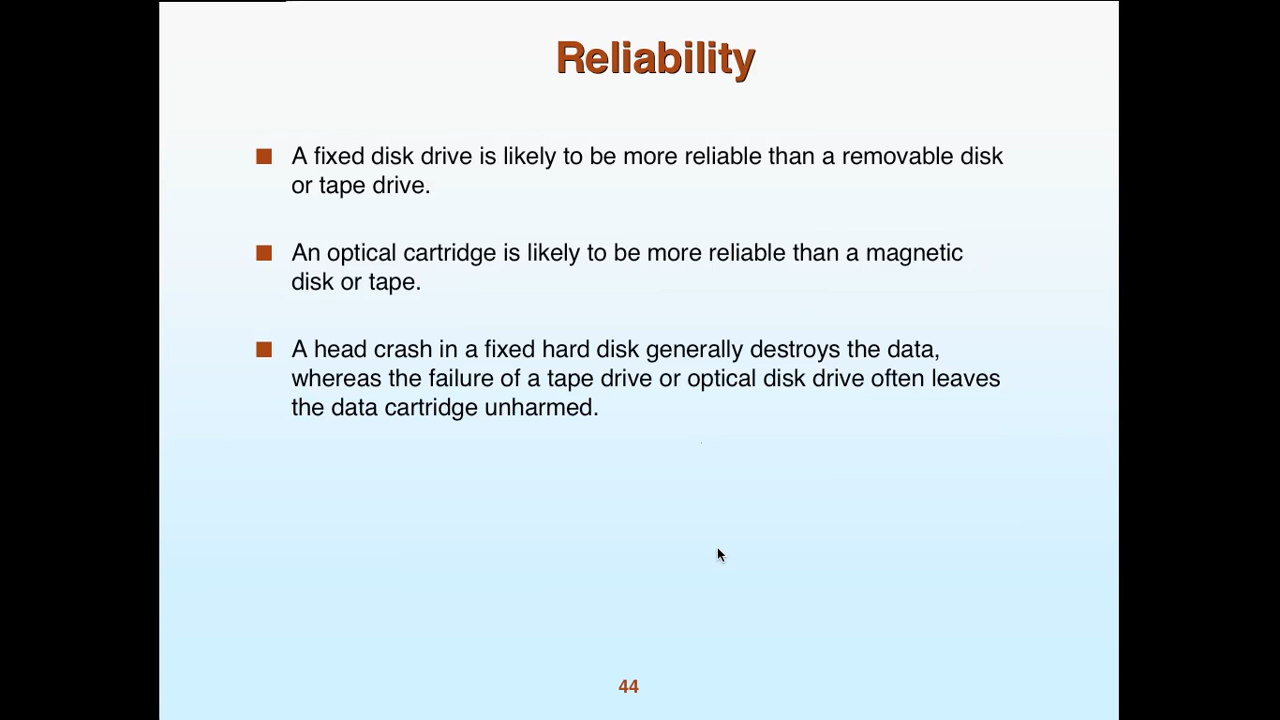 Reliability
A fixed disk drive is likely to be more reliable than a removable disk
or tape drive.
An optical cartridge is likely to be more reliable than a magnetic
disk or tape.
A head crash in a fixed hard disk generally destroys the data,
whereas the failure of a tape drive or optical disk drive often leaves
the data cartridge unharmed.
44